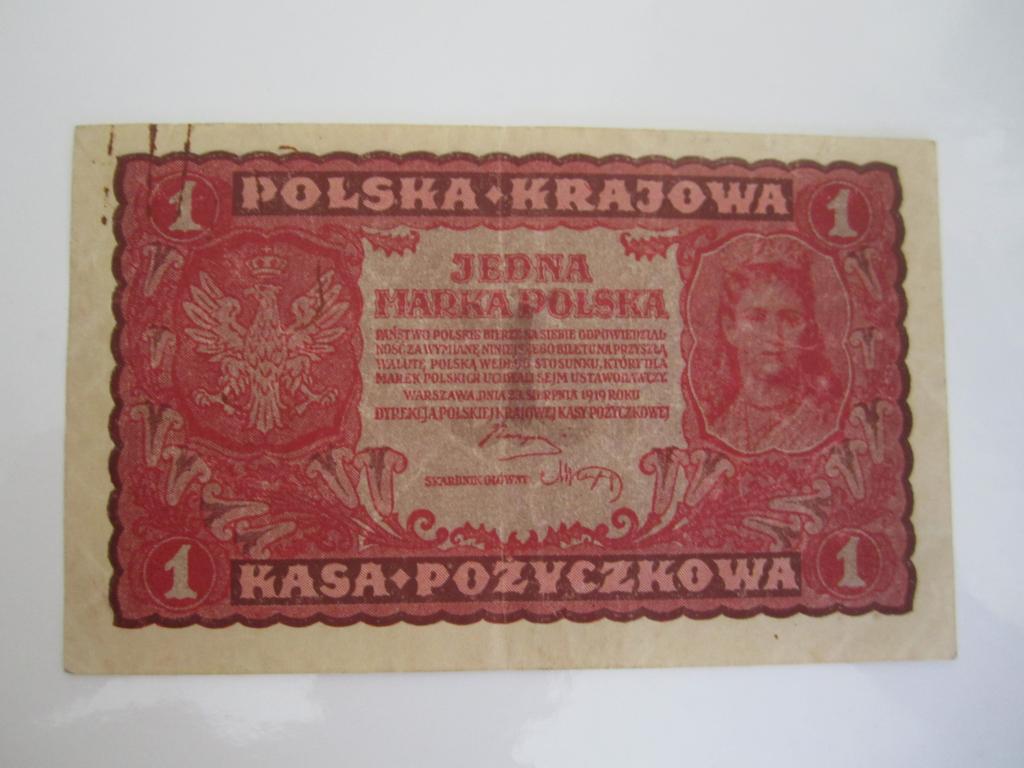 1 POLSKA • KRAJOWA 1
JEDNA
MARKA POLSKA
PAŃSTWO POLSKIE BIERZE NA SIEBIE ODPOWIEDZIAL
NOŚĆ ZA WYMIANĘ NINIEJSZEGO BILETU NA PRZYSZŁĄ
WALUTĘ POLSKĄ WEDŁUG STOSUNKU, KTÓRY DLA
MAREK POLSKICH UCHWALI SEJM USTAWODAWCZY.
WARSZAWA, DNIA 23 SIERPNIA 1919 ROKU
DYREKCJA POLSKIEJ KRAJOWEJ KASY POŻYCZKOWEJ
SKARBNIK GŁÓWNY
1 KASA • POŻYCZKOWA 1